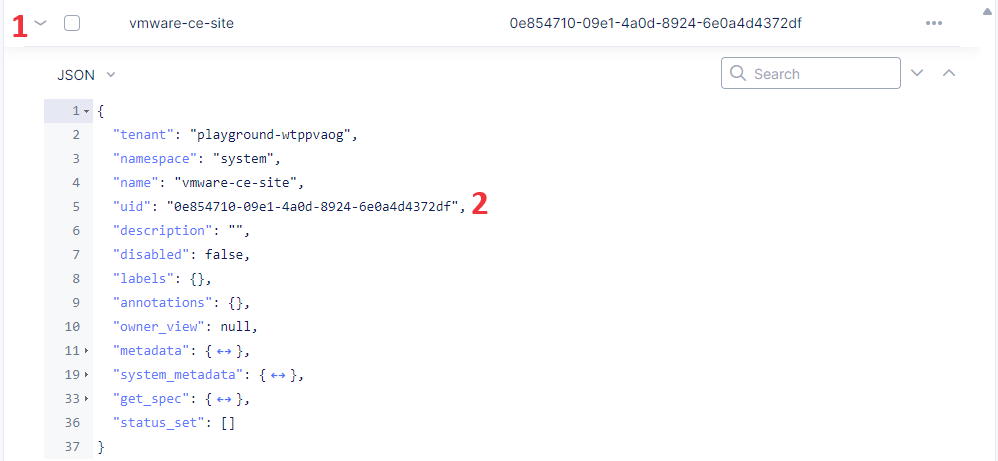 1 vmware-ce-site 0e854710-09e1-4a0d-8924-6e0a4d4372df •••
JSON Search
1 {
2 "tenant": "playground-wtppvaog",
3 "namespace": "system",
4 "name": "vmware-ce-site",
5 "uid": "0e854710-09e1-4a0d-8924-6e0a4d4372df", 2
6 "description": "",
7 "disabled": false,
8 "labels": {},
9 "annotations": {},
10 "owner_view": null,
11 "metadata": {↔},
19 "system_metadata": {↔},
33 "get_spec": {↔},
36 "status_set": []
37 }